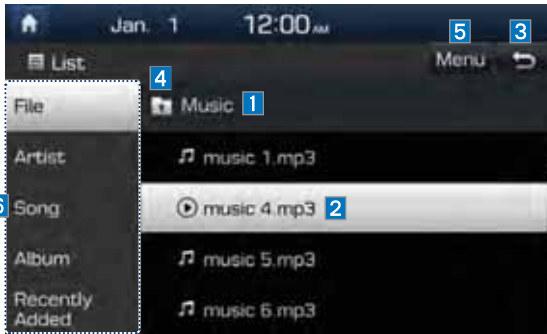 Jan. 1 12:00 AM
5 3
List Menu
4
File Music 1
Artist music 1.mp3
6 Song music 4.mp3 2
Album music 5.mp3
Recently
Added music 6.mp3